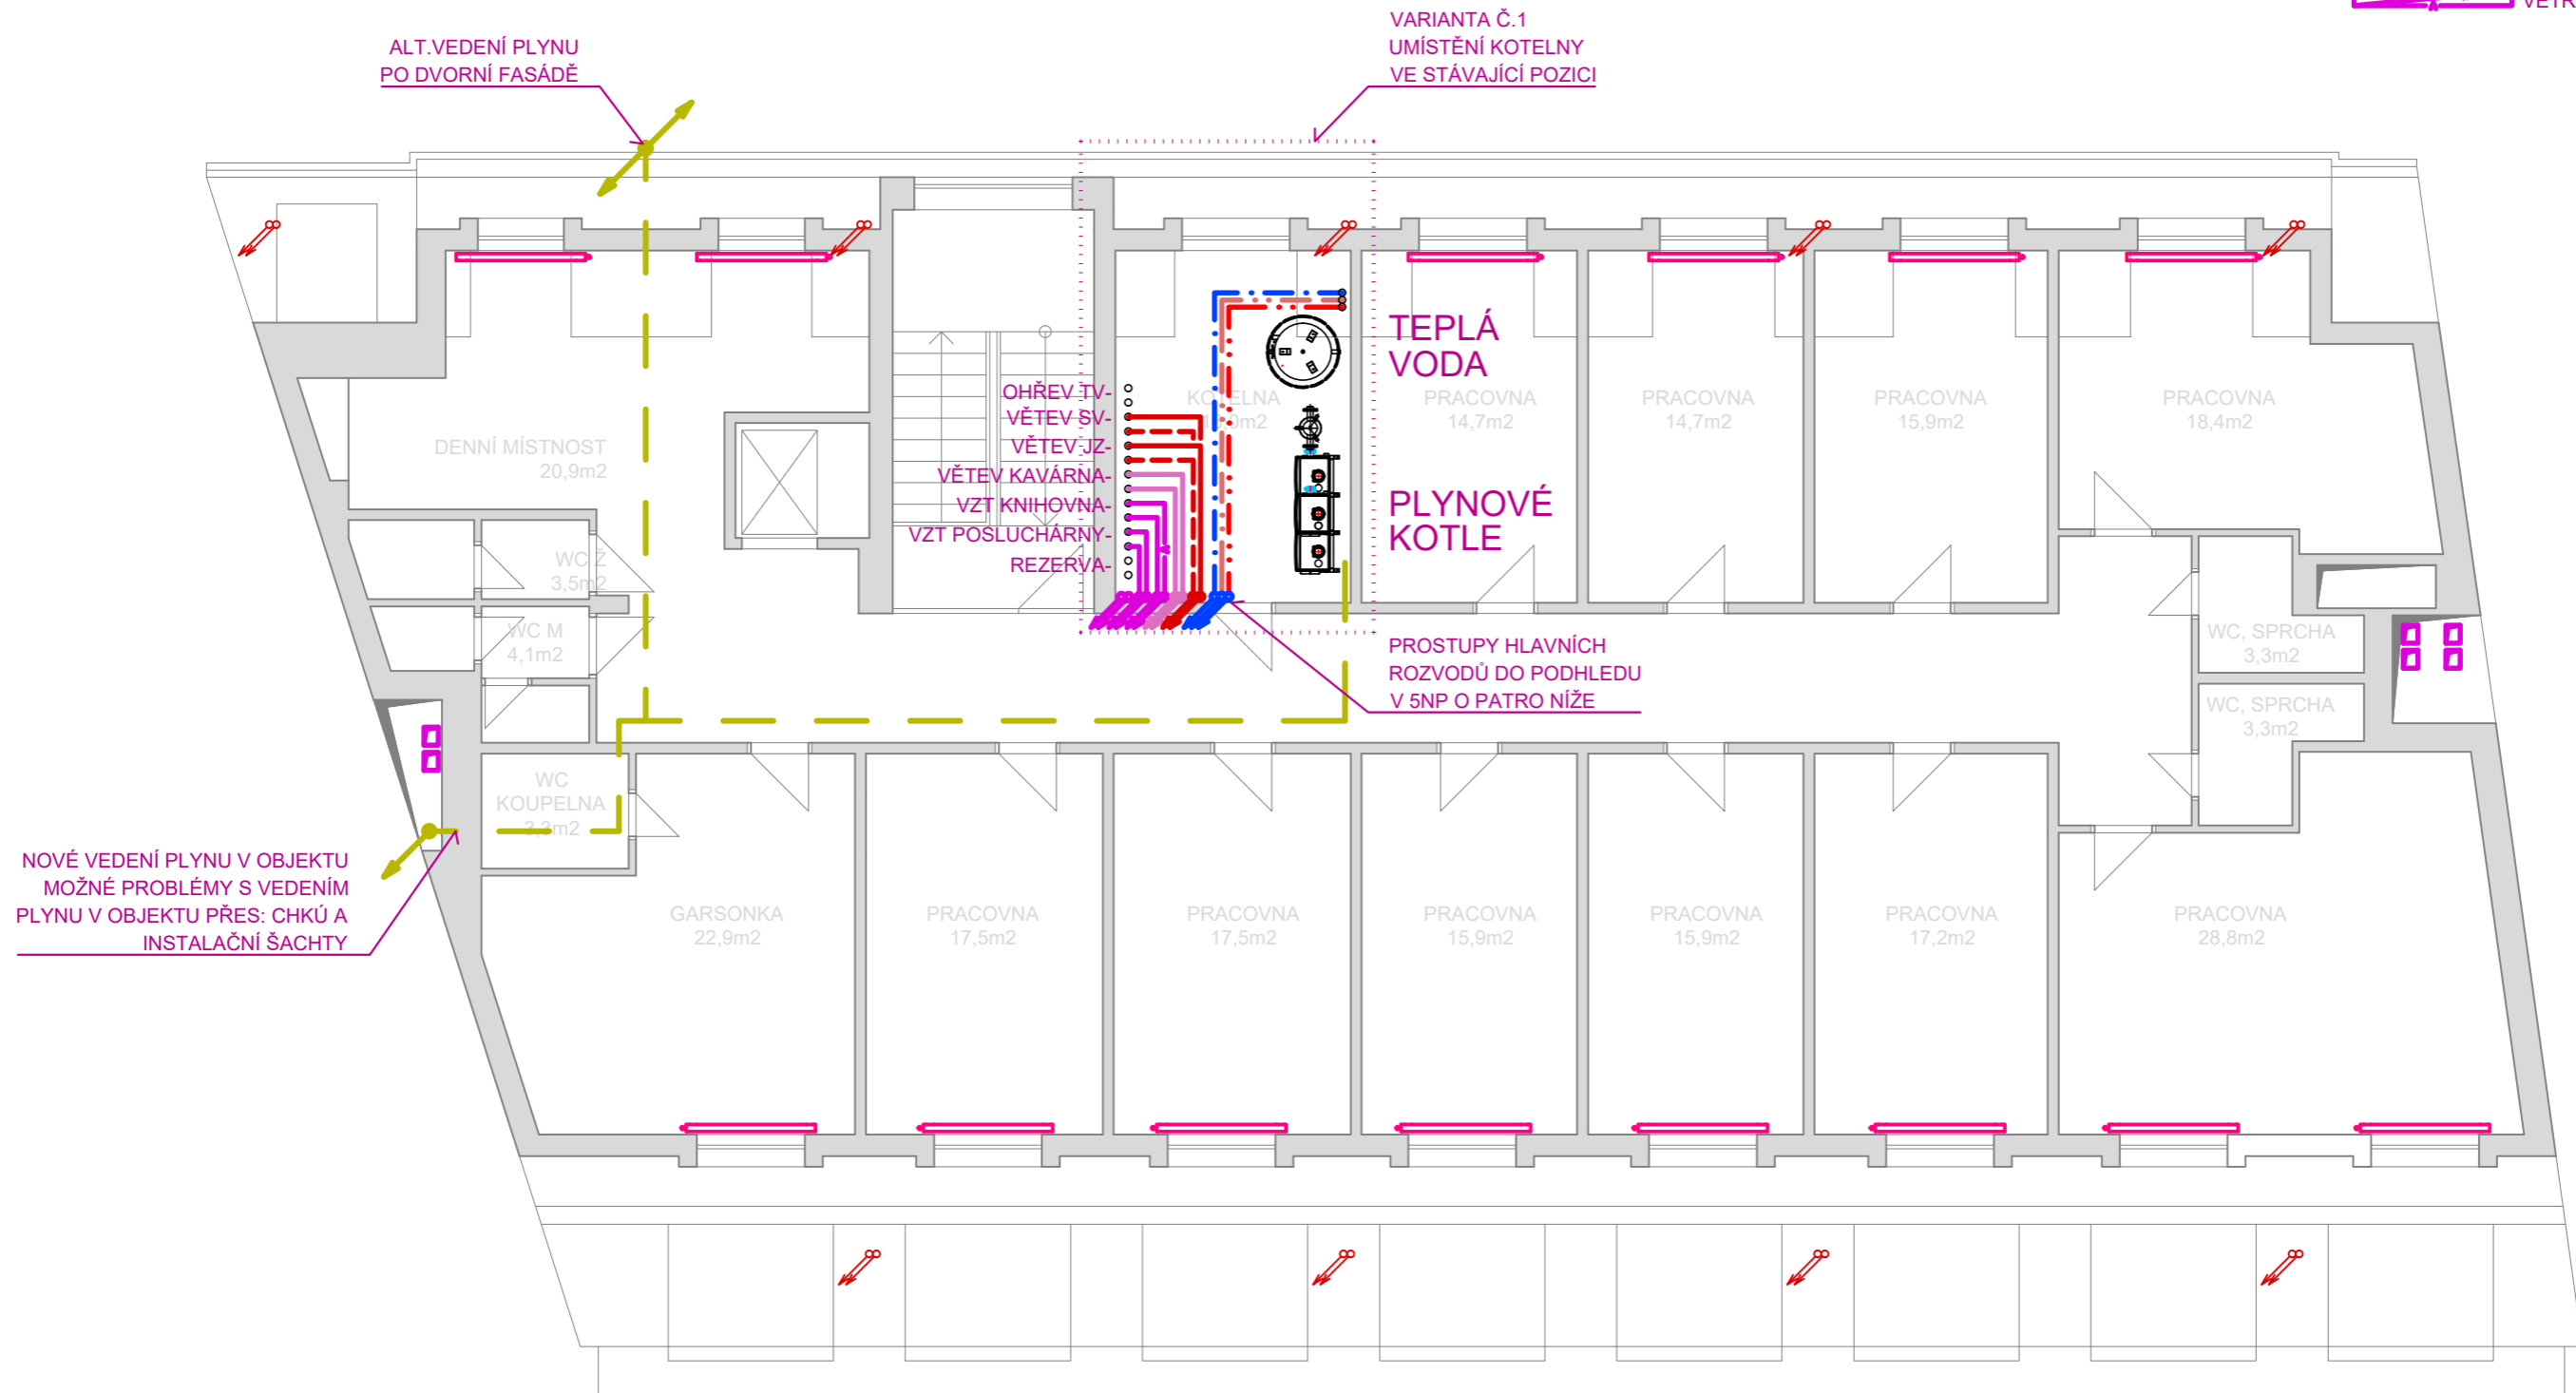 VARIANTA Č.1
UMÍSTĚNÍ KOTELNY
VE STÁVAJÍCÍ POZICI
ALT.VEDENÍ PLYNU
PO DVORNÍ FASÁDĚ
TEPLÁ
VODA
PLYNOVÉ
KOTLE
OHŘEV TV-
VĚTEV SV-
VĚTEV JZ-
VĚTEV KAVÁRNA-
VZT KNIHOVNA-
VZT POSLUCHÁRNY-
REZERVA-
KOTELNA
PRACOVNA
14,7m2
PRACOVNA
14,7m2
PRACOVNA
15,9m2
PRACOVNA
18,4m2
DENNÍ MÍSTNOST
20,9m2
WC Ž
3,5m2
WC M
4,1m2
WC, SPRCHA
3,3m2
WC, SPRCHA
3,3m2
PROSTUPY HLAVNÍCH
ROZVODŮ DO PODHLEDU
V 5NP O PATRO NÍŽE
WC
KOUPELNA
3,3m2
NOVÉ VEDENÍ PLYNU V OBJEKTU
MOŽNÉ PROBLÉMY S VEDENÍM
PLYNU V OBJEKTU PŘES: CHKÚ A
INSTALAČNÍ ŠACHTY
GARSONKA
22,9m2
PRACOVNA
17,5m2
PRACOVNA
17,5m2
PRACOVNA
15,9m2
PRACOVNA
15,9m2
PRACOVNA
17,2m2
PRACOVNA
28,8m2